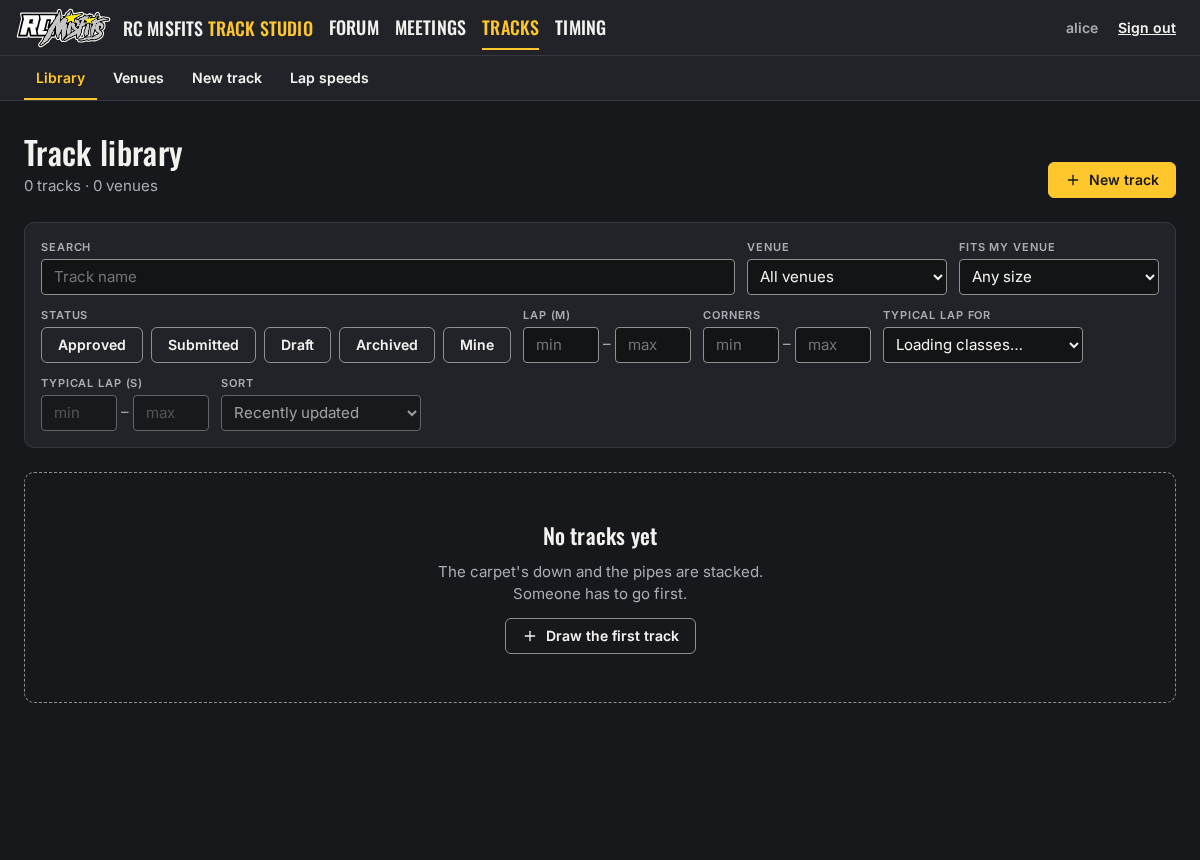 RC Misfits RC MISFITS TRACK STUDIO FORUM MEETINGS TRACKS TIMING alice Sign out
Library Venues New track Lap speeds
Track library
0 tracks · 0 venues
New track
SEARCH VENUE FITS MY VENUE
Track name All venues Any size
STATUS LAP (M) CORNERS TYPICAL LAP FOR
Approved Submitted Draft Archived Mine min – max min – max Loading classes...
TYPICAL LAP (S) SORT
min – max Recently updated
No tracks yet
The carpet's down and the pipes are stacked.
Someone has to go first.
Draw the first track